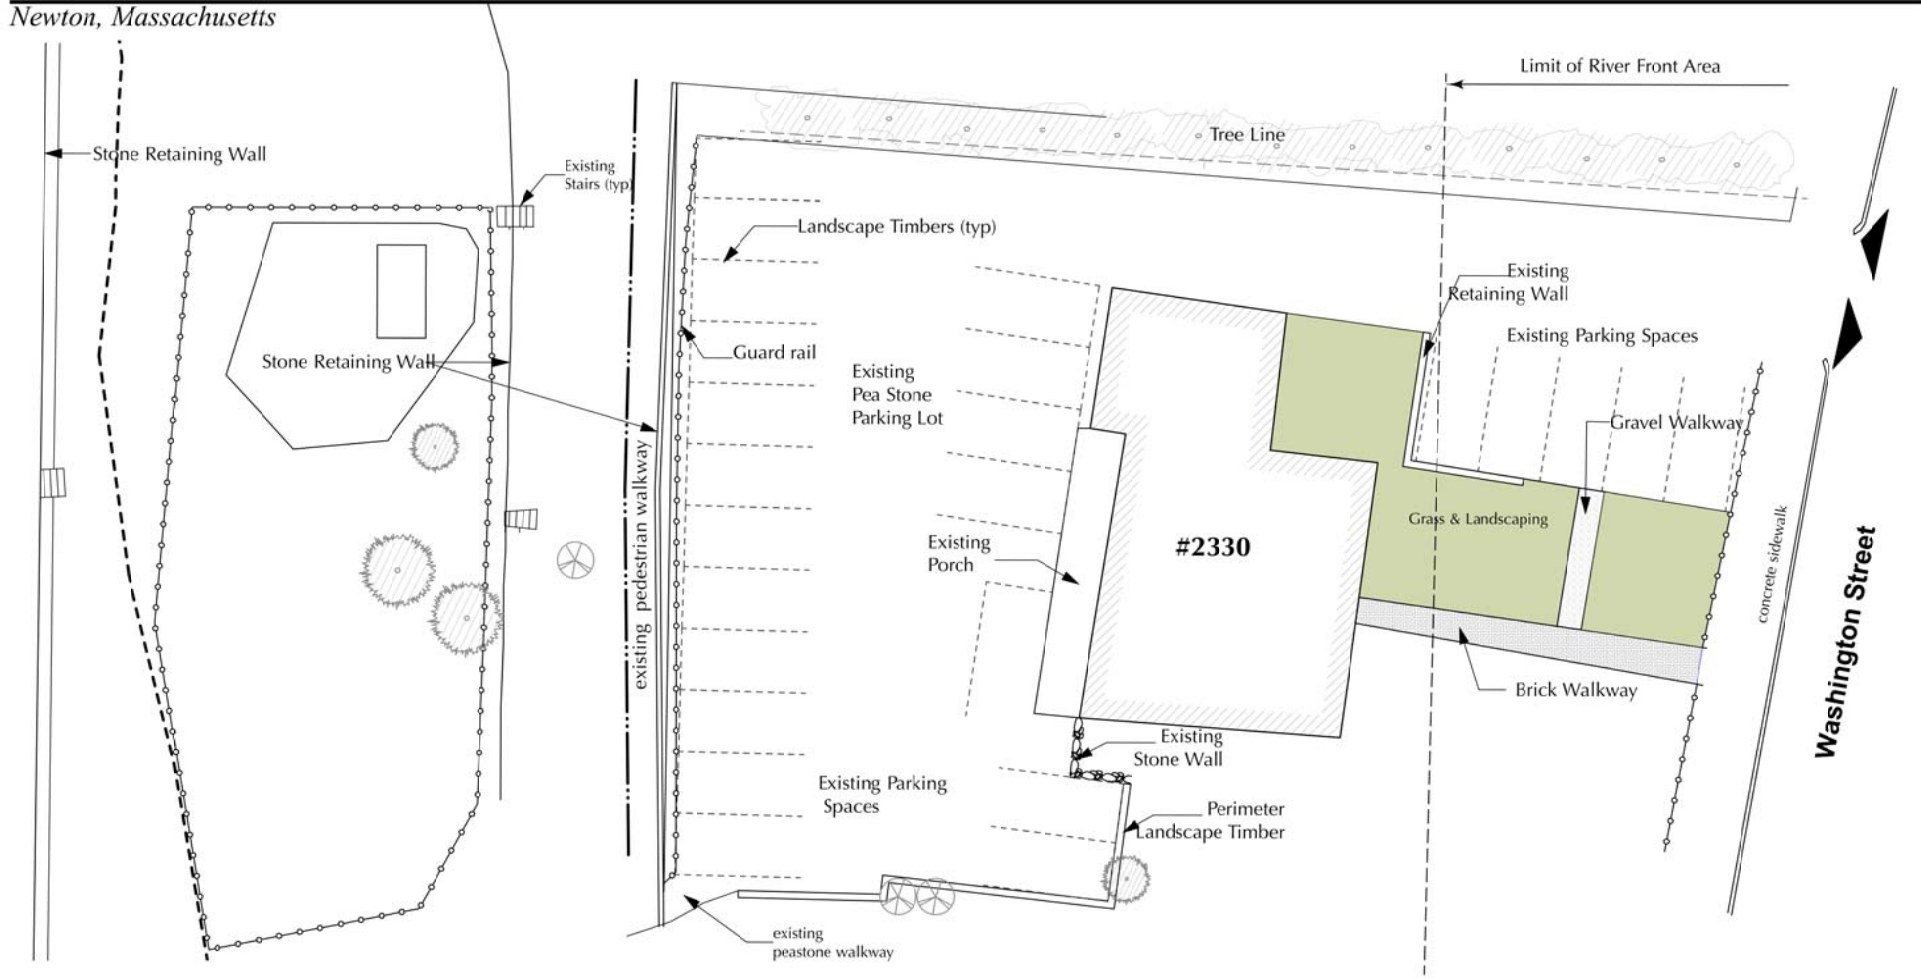 Newton, Massachusetts
Limit of River Front Area
Tree Line
Stone Retaining Wall
Existing
Stairs (typ)
Landscape Timbers (typ)
Existing
Retaining Wall
Existing Parking Spaces
Guard rail
Stone Retaining Wall
Existing
Pea Stone
Parking Lot
Gravel Walkway
Grass & Landscaping
existing pedestrian walkway
Existing
Porch
#2330
concrete sidewalk
Washington Street
Brick Walkway
Existing
Stone Wall
Existing Parking
Spaces
Perimeter
Landscape Timber
existing
peastone walkway